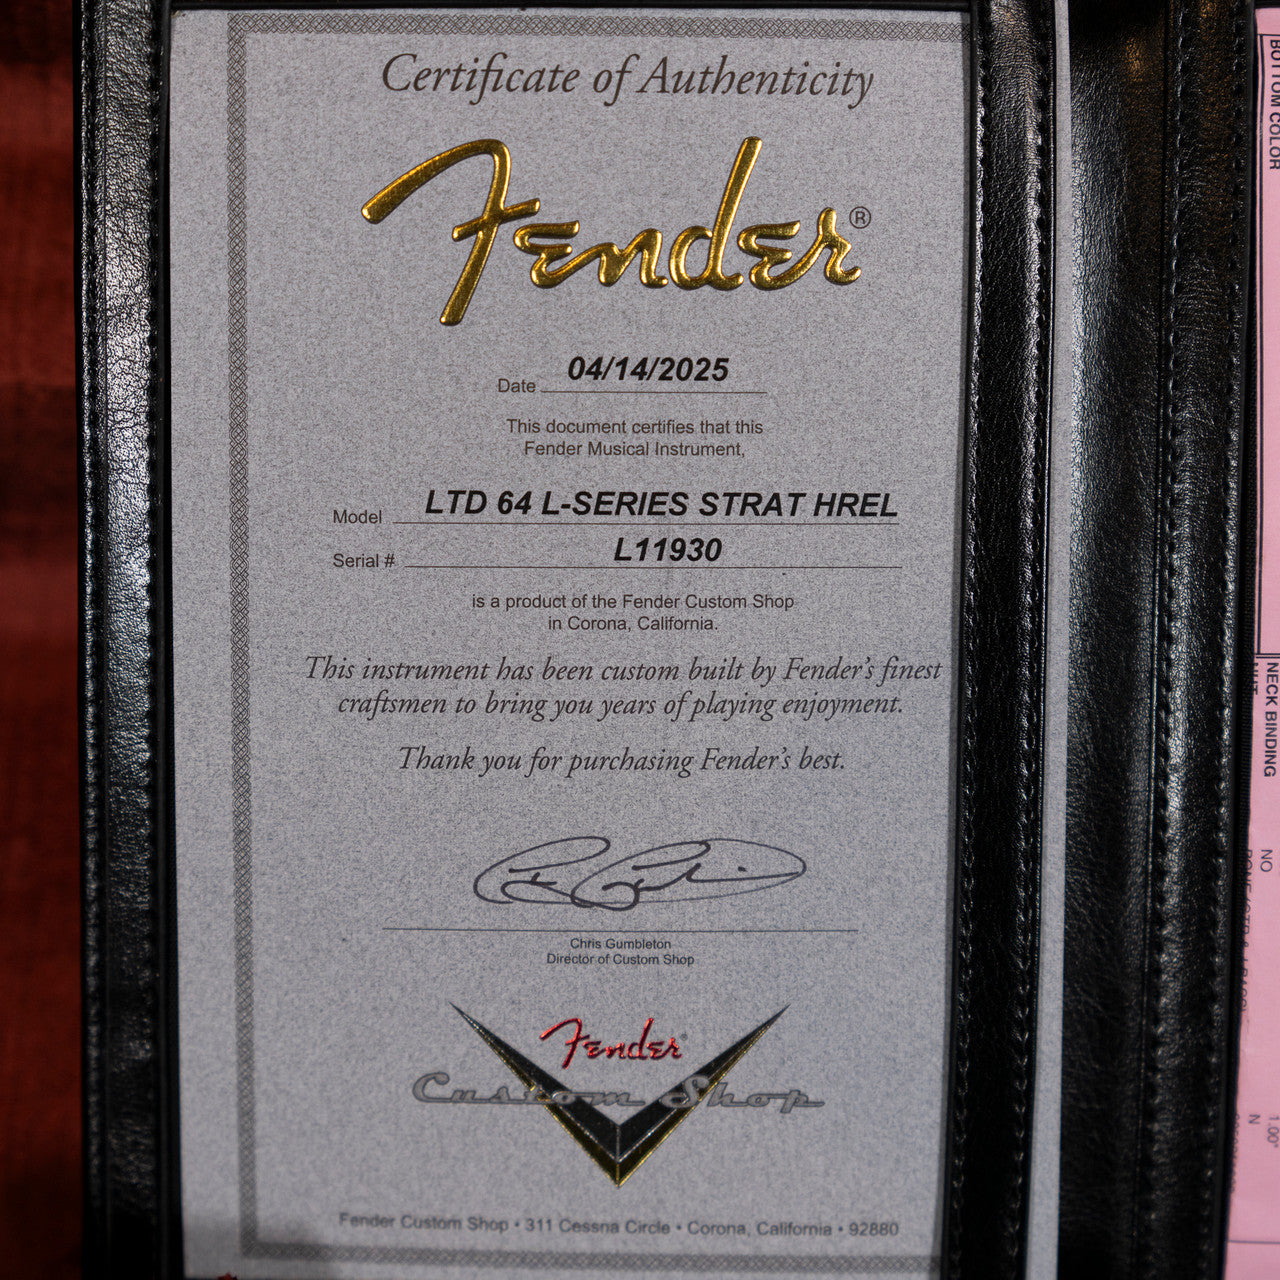 Certificate of Authenticity
Fender®
Date 04/14/2025
This document certifies that this
Fender Musical Instrument,
Model LTD 64 L-SERIES STRAT HREL
Serial # L11930
is a product of the Fender Custom Shop
in Corona, California.
This instrument has been custom built by Fender's finest
craftsmen to bring you years of playing enjoyment.
Thank you for purchasing Fender's best.
Chris Gumbleton
Director of Custom Shop
Fender
Custom Shop
Fender Custom Shop • 311 Cessna Circle • Corona, California • 92880
BOTTOM COLOR
NECK BINDING
NO
1.00"
N